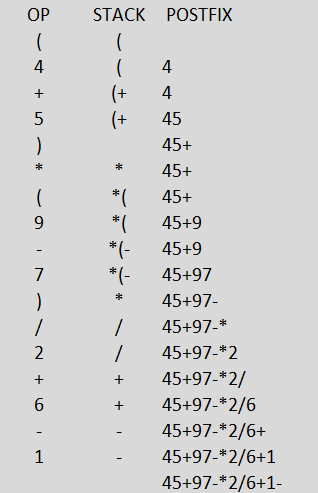 OP STACK POSTFIX
( (
4 ( 4
+ (+ 4
5 (+ 45
) 45+
* * 45+
( *( 45+
9 *( 45+9
- *(- 45+9
7 *(- 45+97
) * 45+97-
/ / 45+97-*
2 / 45+97-*2
+ + 45+97-*2/
6 + 45+97-*2/6
- - 45+97-*2/6+
1 - 45+97-*2/6+1
45+97-*2/6+1-